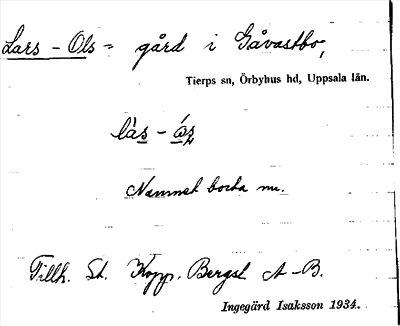 Lars-Ols = gård i Gåvastbo,
Tierps sn, Örbyhus hd, Uppsala län.
là̱s - ó̱s̱
Namnet borta nu.
Tillh. St. Kopp. Bergsl. A-B.
Ingegärd Isaksson 1934.